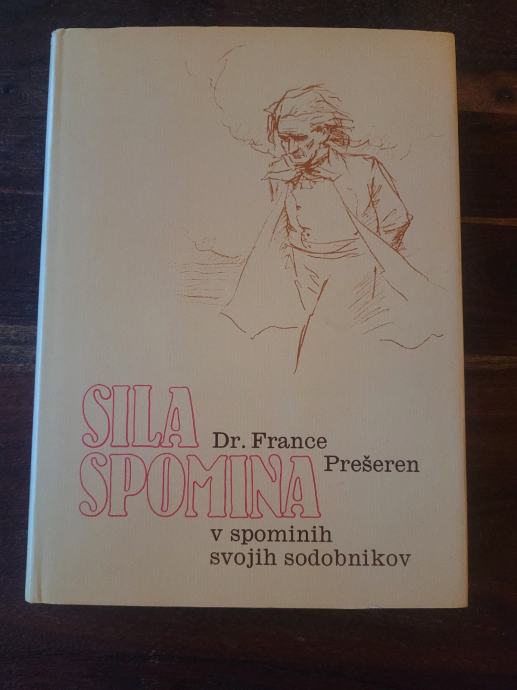 SILA
SPOMINA
Dr. France
Prešeren
v spominih
svojih sodobnikov